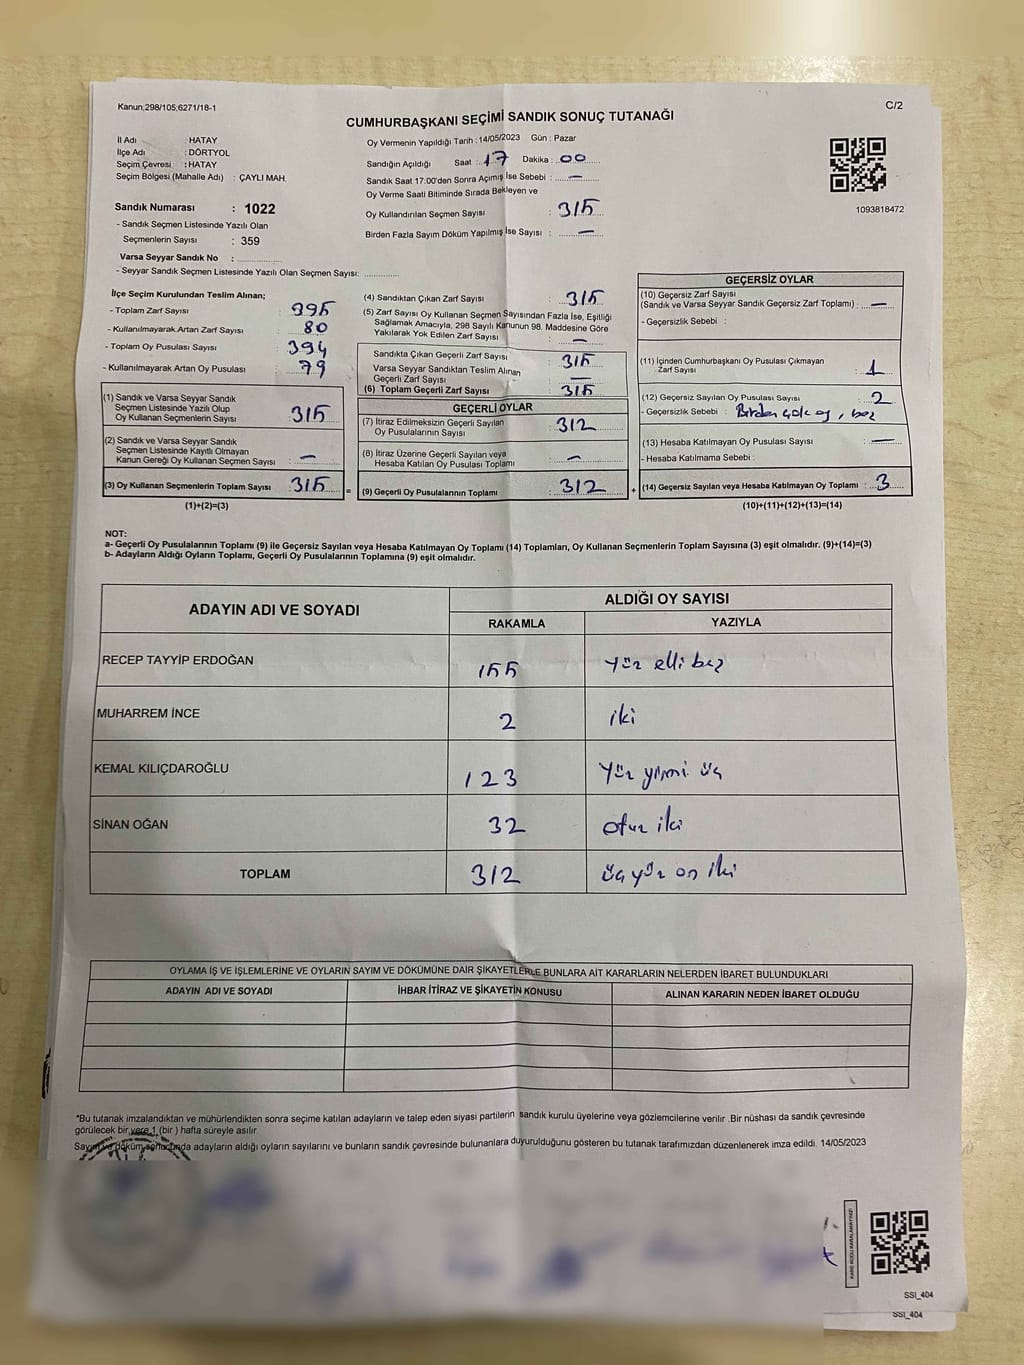 Kanun,298/105,6271/18-1
C/2
CUMHURBAŞKANI SEÇİMİ SANDIK SONUÇ TUTANAĞI
İl Adı : HATAY
İlçe Adı : DÖRTYOL
Seçim Çevresi : HATAY
Seçim Bölgesi (Mahalle Adı) : ÇAYLI MAH.
Sandık Numarası : 1022
- Sandık Seçmen Listesinde Yazılı Olan
Seçmenlerin Sayısı : 359
Varsa Seyyar Sandık No :
- Seyyar Sandık Seçmen Listesinde Yazılı Olan Seçmen Sayısı:
Oy Vermenin Yapıldığı Tarih : 14/05/2023 Gün : Pazar
Sandığın Açıldığı Saat : 17 Dakika : 00
Sandık Saat 17:00'den Sonra Açımış İse Sebebi : —
Oy Verme Saati Bitiminde Sırada Bekleyen ve
Oy Kullandırılan Seçmen Sayısı : 315
Birden Fazla Sayım Döküm Yapılmış İse Sayısı : —
1093818472
İlçe Seçim Kurulundan Teslim Alınan;
- Toplam Zarf Sayısı : 395
- Kullanılmayarak Artan Zarf Sayısı : 80
- Toplam Oy Pusulası Sayısı : 394
- Kullanılmayarak Artan Oy Pusulası : 79
(1) Sandık ve Varsa Seyyar Sandık
Seçmen Listesinde Yazılı Olup
Oy Kullanan Seçmenlerin Sayısı : 315
(2) Sandık ve Varsa Seyyar Sandık
Seçmen Listesinde Kayıtlı Olmayan
Kanun Gereği Oy Kullanan Seçmen Sayısı : —
(3) Oy Kullanan Seçmenlerin Toplam Sayısı : 315
(1)+(2)=(3)
=
(4) Sandıktan Çıkan Zarf Sayısı : 315
(5) Zarf Sayısı Oy Kullanan Seçmen Sayısından Fazla İse, Eşitliği
Sağlamak Amacıyla, 298 Sayılı Kanunun 98. Maddesine Göre
Yakılarak Yok Edilen Zarf Sayısı : —
Sandıkta Çıkan Geçerli Zarf Sayısı : 315
Varsa Seyyar Sandıktan Teslim Alınan
Geçerli Zarf Sayısı : —
(6) Toplam Geçerli Zarf Sayısı : 315
GEÇERLİ OYLAR
(7) İtiraz Edilmeksizin Geçerli Sayılan
Oy Pusulalarının Sayısı : 312
(8) İtiraz Üzerine Geçerli Sayılan veya
Hesaba Katılan Oy Pusulası Toplamı : —
(9) Geçerli Oy Pusulalarının Toplamı : 312
+
GEÇERSİZ OYLAR
(10) Geçersiz Zarf Sayısı
(Sandık ve Varsa Seyyar Sandık Geçersiz Zarf Toplamı) : —
- Geçersizlik Sebebi :
(11) İçinden Cumhurbaşkanı Oy Pusulası Çıkmayan
Zarf Sayısı : 1
(12) Geçersiz Sayılan Oy Pusulası Sayısı : 2
- Geçersizlik Sebebi : Birden çok oy, boş
(13) Hesaba Katılmayan Oy Pusulası Sayısı : —
- Hesaba Katılmama Sebebi :
(14) Geçersiz Sayılan veya Hesaba Katılmayan Oy Toplamı : 3
(10)+(11)+(12)+(13)=(14)
NOT:
a- Geçerli Oy Pusulalarının Toplamı (9) ile Geçersiz Sayılan veya Hesaba Katılmayan Oy Toplamı (14) Toplamları, Oy Kullanan Seçmenlerin Toplam Sayısına (3) eşit olmalıdır. (9)+(14)=(3)
b- Adayların Aldığı Oyların Toplamı, Geçerli Oy Pusulalarının Toplamına (9) eşit olmalıdır.
ADAYIN ADI VE SOYADI
ALDIĞI OY SAYISI
RAKAMLA YAZIYLA
RECEP TAYYİP ERDOĞAN 155 Yüz elli beş
MUHARREM İNCE 2 iki
KEMAL KILIÇDAROĞLU 123 Yüz yirmi üç
SİNAN OĞAN 32 otuz iki
TOPLAM 312 üç yüz on iki
OYLAMA İŞ VE İŞLEMLERİNE VE OYLARIN SAYIM VE DÖKÜMÜNE DAİR ŞİKAYETLERLE BUNLARA AİT KARARLARIN NELERDEN İBARET BULUNDUKLARI
ADAYIN ADI VE SOYADI İHBAR İTİRAZ VE ŞİKAYETİN KONUSU ALINAN KARARIN NEDEN İBARET OLDUĞU
*Bu tutanak imzalandıktan ve mühürlendikten sonra seçime katılan adayların ve talep eden siyasi partilerin sandık kurulu üyelerine veya gözlemcilerine verilir .Bir nüshası da sandık çevresinde
görülecek bir yere 1 (bir ) hafta süreyle asılır.
Sayım ve döküm sonucunda adayların aldığı oyların sayılarını ve bunların sandık çevresinde bulunanlara duyurulduğunu gösteren bu tutanak tarafımızdan düzenlenerek imza edildi. 14/05/2023
KARE KODU KARALAMAYINIZ!
SSI_404
SSI_404